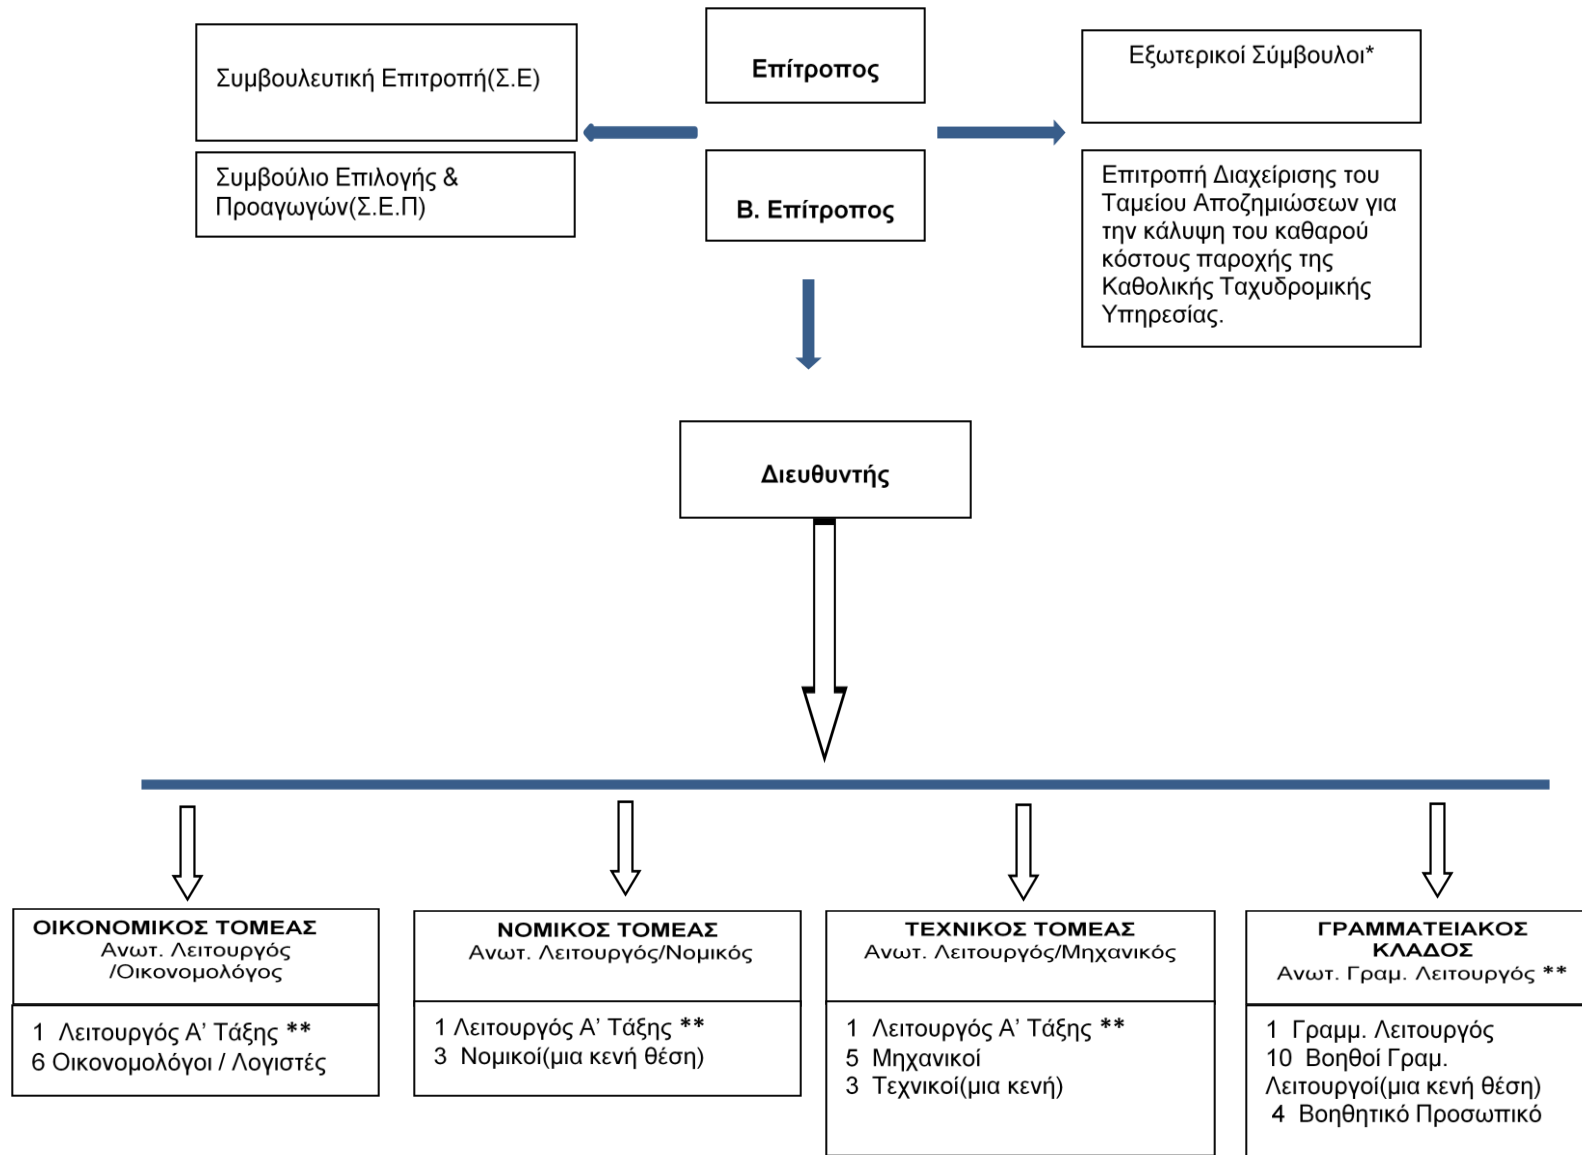 Συμβουλευτική Επιτροπή(Σ.Ε)
Επίτροπος
Εξωτερικοί Σύμβουλοι*
Συμβούλιο Επιλογής &
Προαγωγών(Σ.Ε.Π)
Β. Επίτροπος
Επιτροπή Διαχείρισης του
Ταμείου Αποζημιώσεων για
την κάλυψη του καθαρού
κόστους παροχής της
Καθολικής Ταχυδρομικής
Υπηρεσίας.
Διευθυντής
ΟΙΚΟΝΟΜΙΚΟΣ ΤΟΜΕΑΣ
Ανωτ. Λειτουργός
/Οικονομολόγος
1 Λειτουργός Α' Τάξης **
6 Οικονομολόγοι / Λογιστές
ΝΟΜΙΚΟΣ ΤΟΜΕΑΣ
Ανωτ. Λειτουργός/Νομικός
1 Λειτουργός Α' Τάξης **
3 Νομικοί(μια κενή θέση)
ΤΕΧΝΙΚΟΣ ΤΟΜΕΑΣ
Ανωτ. Λειτουργός/Μηχανικός
1 Λειτουργός Α' Τάξης **
5 Μηχανικοί
3 Τεχνικοί(μια κενή)
ΓΡΑΜΜΑΤΕΙΑΚΟΣ
ΚΛΑΔΟΣ
Ανωτ. Γραμ. Λειτουργός **
1 Γραμμ. Λειτουργός
10 Βοηθοί Γραμ.
Λειτουργοί(μια κενή θέση)
4 Βοηθητικό Προσωπικό